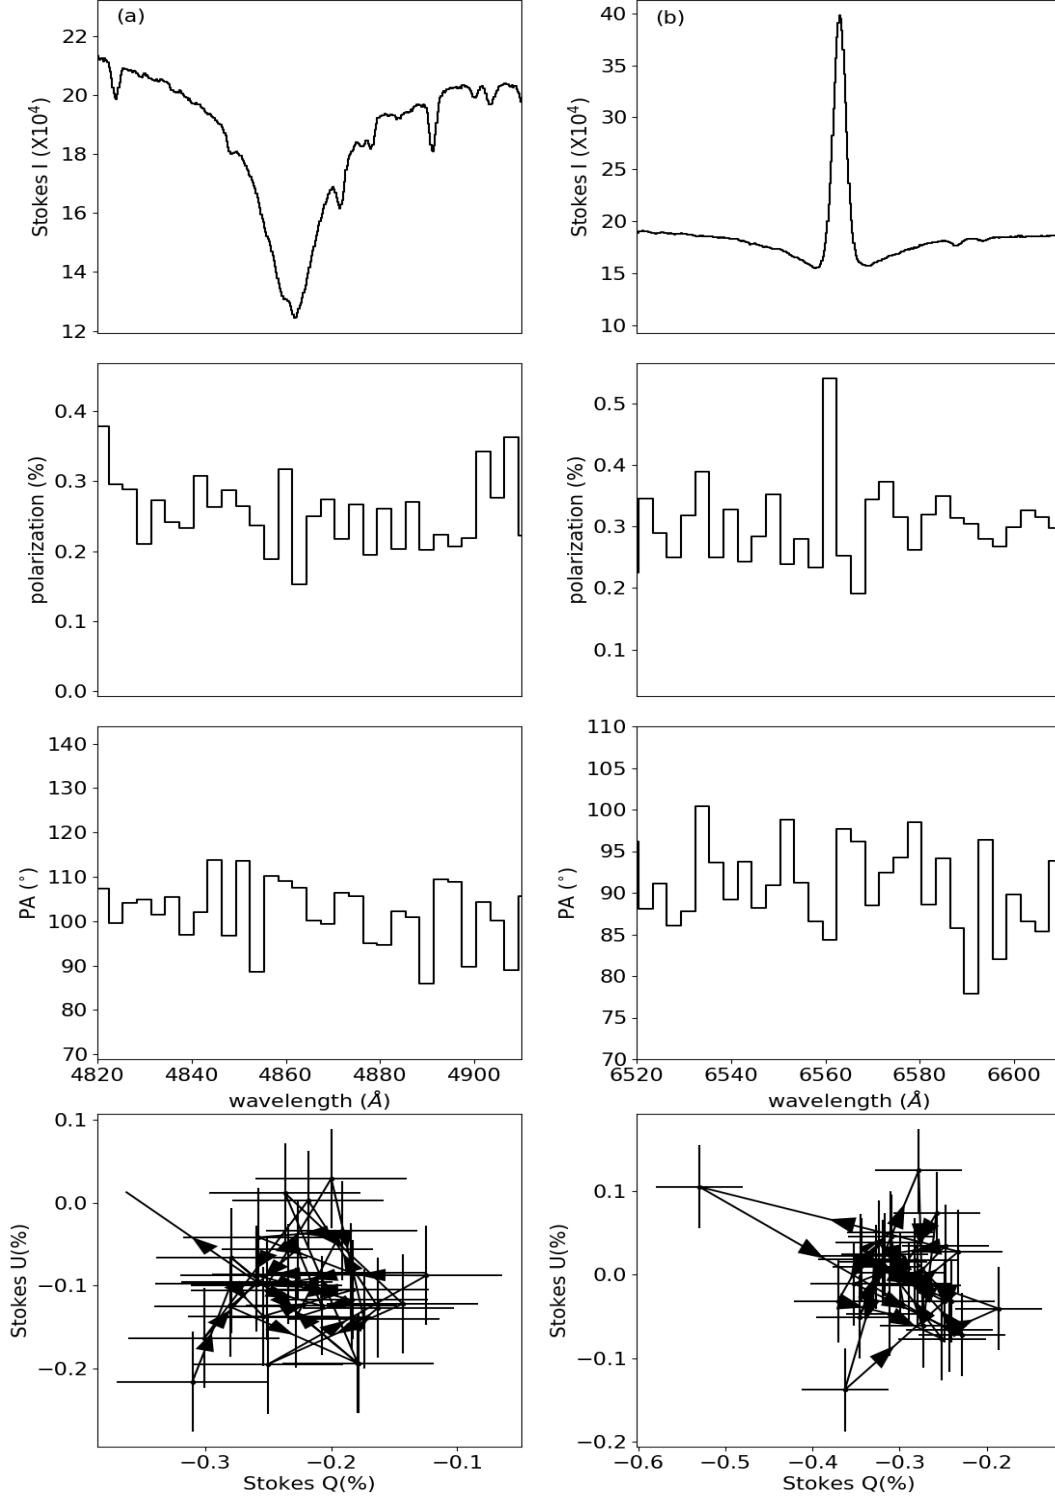 (a)
22
20
18
16
14
12
Stokes I (X10⁴)
(b)
40
35
30
25
20
15
10
Stokes I (X10⁴)
0.4
0.3
0.2
0.1
0.0
polarization (%)
0.5
0.4
0.3
0.2
0.1
polarization (%)
140
130
120
110
100
90
80
70
PA (°)
4820 4840 4860 4880 4900
wavelength (Å)
110
105
100
95
90
85
80
75
70
PA (°)
6520 6540 6560 6580 6600
wavelength (Å)
0.1
0.0
−0.1
−0.2
Stokes U(%)
−0.3 −0.2 −0.1
Stokes Q(%)
0.1
0.0
−0.1
−0.2
Stokes U(%)
−0.6 −0.5 −0.4 −0.3 −0.2
Stokes Q(%)